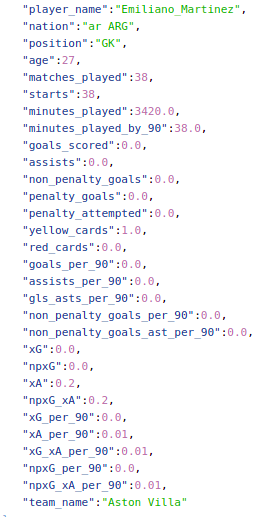 "player_name":"Emiliano_Martinez",
"nation":"ar ARG",
"position":"GK",
"age":27,
"matches_played":38,
"starts":38,
"minutes_played":3420.0,
"minutes_played_by_90":38.0,
"goals_scored":0.0,
"assists":0.0,
"non_penalty_goals":0.0,
"penalty_goals":0.0,
"penalty_attempted":0.0,
"yellow_cards":1.0,
"red_cards":0.0,
"goals_per_90":0.0,
"assists_per_90":0.0,
"gls_asts_per_90":0.0,
"non_penalty_goals_per_90":0.0,
"non_penalty_goals_ast_per_90":0.0,
"xG":0.0,
"npxG":0.0,
"xA":0.2,
"npxG_xA":0.2,
"xG_per_90":0.0,
"xA_per_90":0.01,
"xG_xA_per_90":0.01,
"npxG_per_90":0.0,
"npxG_xA_per_90":0.01,
"team_name":"Aston Villa"